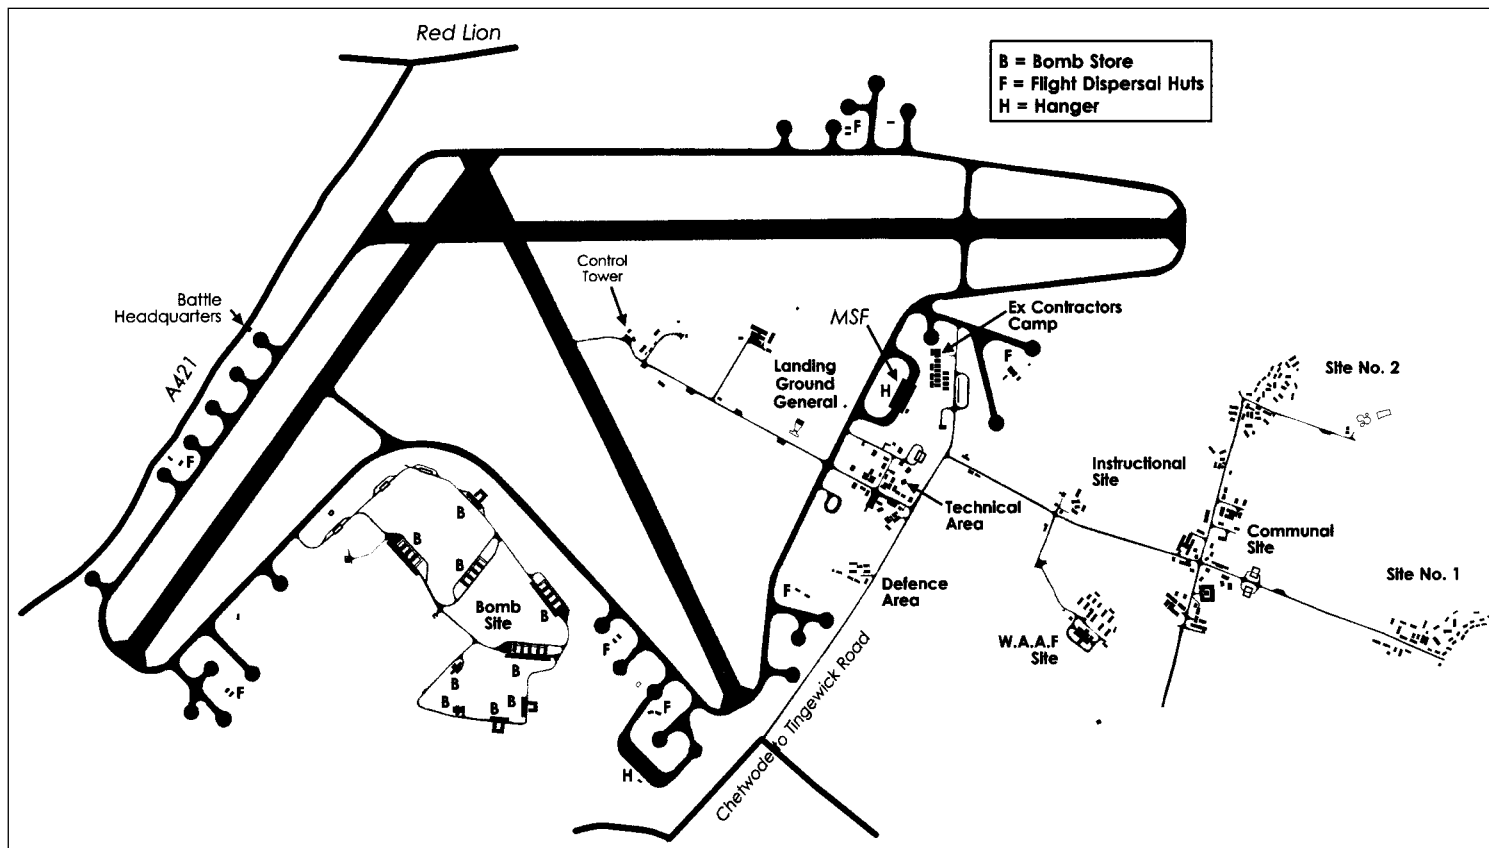 Red Lion
B = Bomb Store
F = Flight Dispersal Huts
H = Hanger
F
Control
Tower
Battle
Headquarters
MSF
Ex Contractors
Camp
A421
Landing
Ground
General
H
F
Site No. 2
F
Instructional
Site
B
Technical
Area
Communal
Site
B
B
Defence
Area
Site No. 1
F
Bomb
Site
B
F
F
W.A.A.F
Site
B
B
F
B
B
B
F
H
Chetwode to Tingewick Road